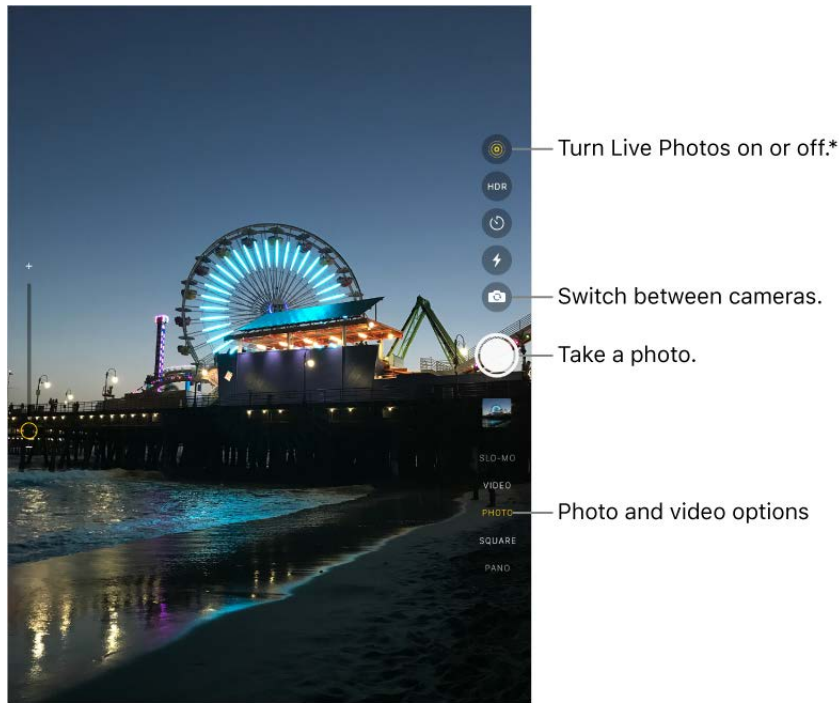 Turn Live Photos on or off.*
HDR
Switch between cameras.
Take a photo.
SLO-MO
VIDEO
PHOTO
Photo and video options
SQUARE
PANO